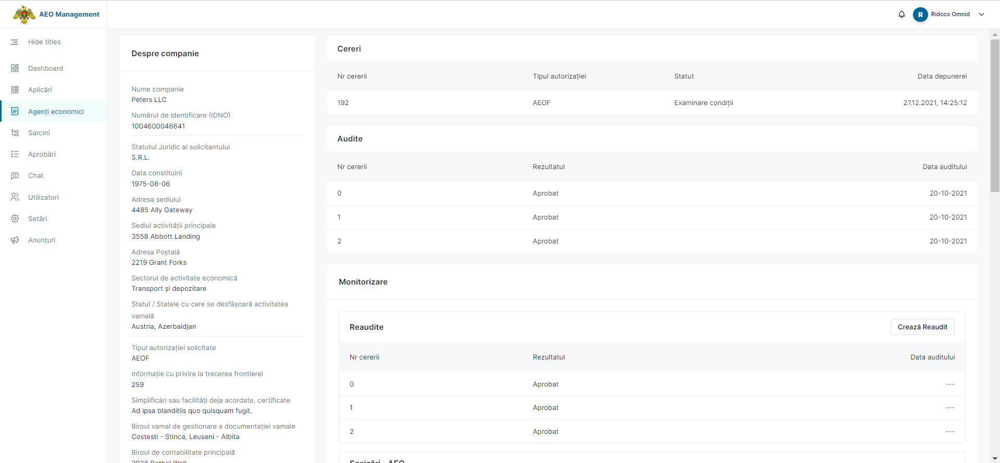 AEO Management
R Ridocs Omnid
Hide titles
Dashboard
Aplicări
Agenți economici
Sarcini
Aprobări
Chat
Utilizatori
Setări
Anunțuri
Despre companie
Nume companie
Peters LLC
Numărul de identificare (IDNO)
1004600046641
Statutul Juridic al solicitantului
S.R.L.
Data constituirii
1975-08-06
Adresa sediului
4485 Ally Gateway
Sediul activității principale
3558 Abbott Landing
Adresa Poștală
2219 Grant Forks
Sectorul de activitate economică
Transport și depozitare
Statul / Statele cu care se desfășoară activitatea
vamală
Austria, Azerbaidjan
Tipul autorizației solicitate
AEOF
Informație cu privire la trecerea frontierei
259
Simplificări sau facilități deja acordate, certificate
Ad ipsa blanditiis quo quisquam fugit.
Biroul vamal de gestionare a documentației vamale
Costesti - Stinca, Leuseni - Albita
Biroul de contabilitate principală
2936 Bethel Well
Cereri
Nr cererii Tipul autorizației Statut Data depunerei
192 AEOF Examinare condiții 27.12.2021, 14:25:12
Audite
Nr cererii Rezultatul Data auditului
0 Aprobat 20-10-2021
1 Aprobat 20-10-2021
2 Aprobat 20-10-2021
Monitorizare
Reaudite Crează Reaudit
Nr cererii Rezultatul Data auditului
0 Aprobat ---
1 Aprobat ---
2 Aprobat ---
Sesizări - AEO